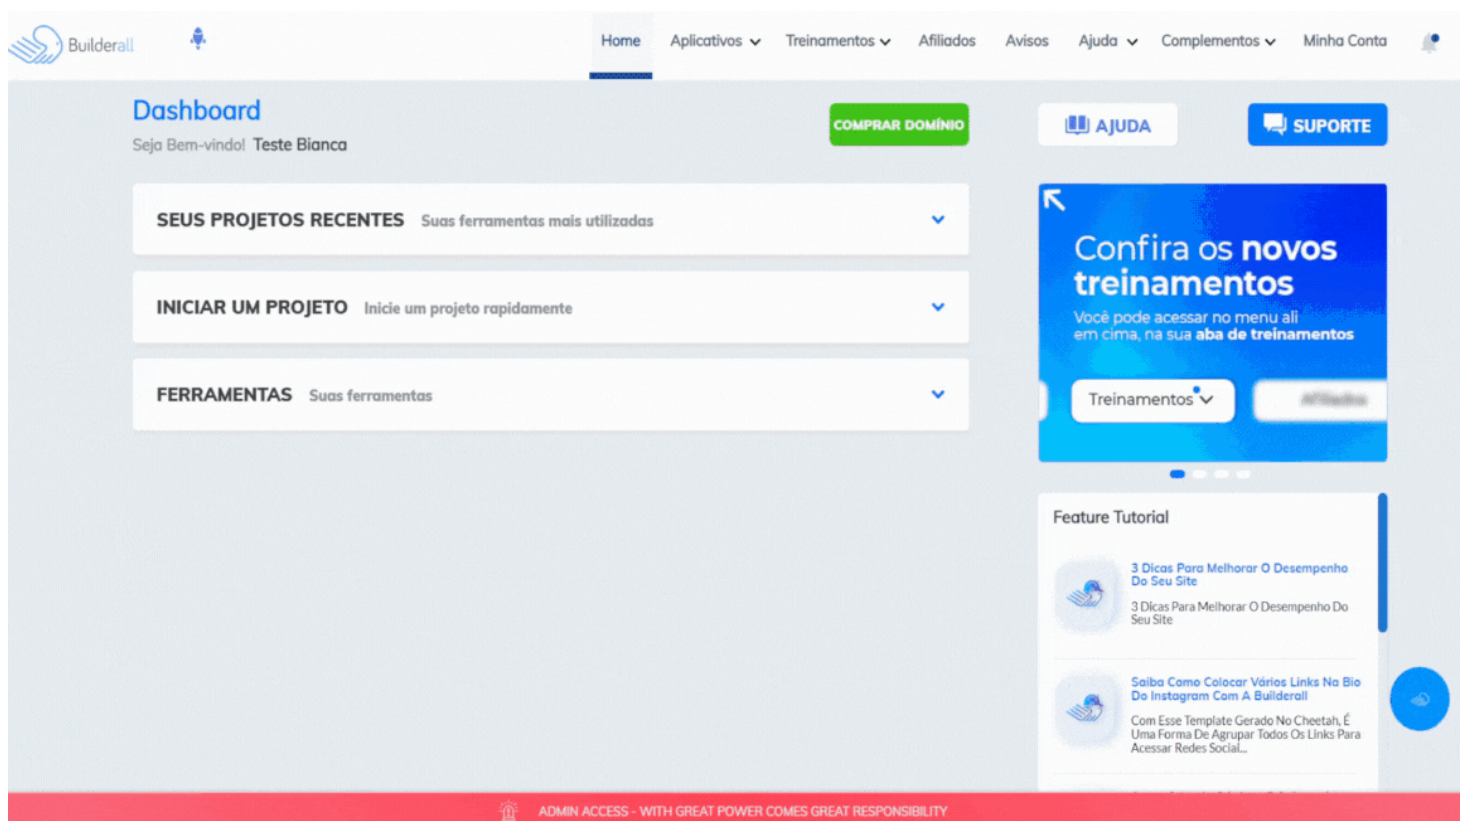 Builderall
Home Aplicativos Treinamentos Afiliados Avisos Ajuda Complementos Minha Conta
Dashboard
Seja Bem-vindo! Teste Bianca
COMPRAR DOMÍNIO
AJUDA
SUPORTE
SEUS PROJETOS RECENTES Suas ferramentas mais utilizadas
INICIAR UM PROJETO Inicie um projeto rapidamente
FERRAMENTAS Suas ferramentas
Confira os novos
treinamentos
Você pode acessar no menu ali
em cima, na sua aba de treinamentos
Treinamentos
Feature Tutorial
3 Dicas Para Melhorar O Desempenho
Do Seu Site
3 Dicas Para Melhorar O Desempenho Do
Seu Site
Saiba Como Colocar Vários Links Na Bio
Do Instagram Com A Builderall
Com Esse Template Gerado No Cheetah, É
Uma Forma De Agrupar Todos Os Links Para
Acessar Redes Social...
ADMIN ACCESS - WITH GREAT POWER COMES GREAT RESPONSIBILITY